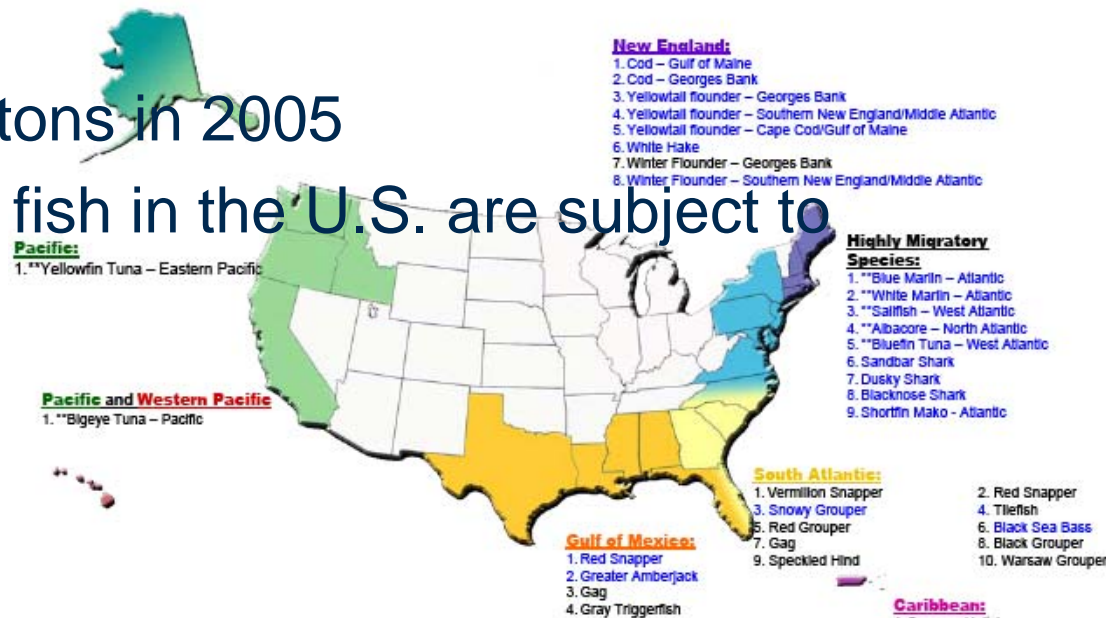 tons in 2005
fish in the U.S. are subject to
New England:
1. Cod – Gulf of Maine
2. Cod – Georges Bank
3. Yellowtail flounder – Georges Bank
4. Yellowtail flounder – Southern New England/Middle Atlantic
5. Yellowtail flounder – Cape Cod/Gulf of Maine
6. White Hake
7. Winter Flounder – Georges Bank
8. Winter Flounder – Southern New England/Middle Atlantic
Pacific:
1. **Yellowfin Tuna – Eastern Pacific
Highly Migratory
Species:
1. **Blue Marlin – Atlantic
2. **White Marlin – Atlantic
3. **Sailfish – West Atlantic
4. **Albacore – North Atlantic
5. **Bluefin Tuna – West Atlantic
6. Sandbar Shark
7. Dusky Shark
8. Blacknose Shark
9. Shortfin Mako - Atlantic
Pacific and Western Pacific
1. **Bigeye Tuna – Pacific
South Atlantic:
1. Vermilion Snapper 2. Red Snapper
3. Snowy Grouper 4. Tilefish
5. Red Grouper 6. Black Sea Bass
7. Gag 8. Black Grouper
9. Speckled Hind 10. Warsaw Grouper
Gulf of Mexico:
1. Red Snapper
2. Greater Amberjack
3. Gag
4. Gray Triggerfish
Caribbean: